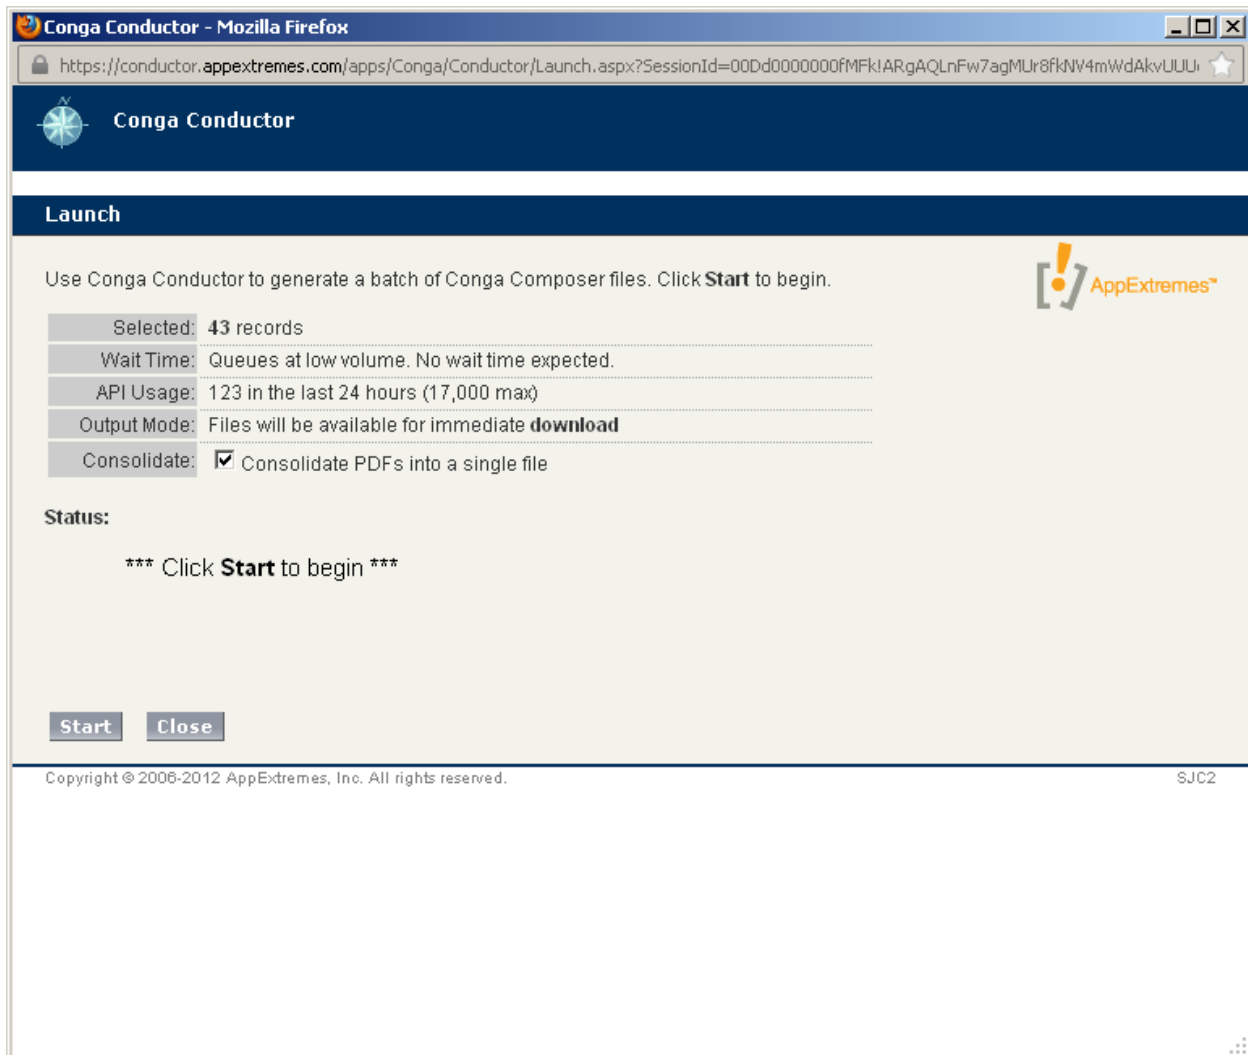 Conga Conductor - Mozilla Firefox
https://conductor.appextremes.com/apps/Conga/Conductor/Launch.aspx?SessionId=00Dd0000000fMFk!ARgAQLnFw7agMUr8fkNV4mWdAkvUUU
N
Conga Conductor
Launch
Use Conga Conductor to generate a batch of Conga Composer files. Click Start to begin.
[!] AppExtremes™
Selected: 43 records
Wait Time: Queues at low volume. No wait time expected.
API Usage: 123 in the last 24 hours (17,000 max)
Output Mode: Files will be available for immediate download
Consolidate: Consolidate PDFs into a single file
Status:
*** Click Start to begin ***
Start Close
Copyright © 2006-2012 AppExtremes, Inc. All rights reserved. SJC2